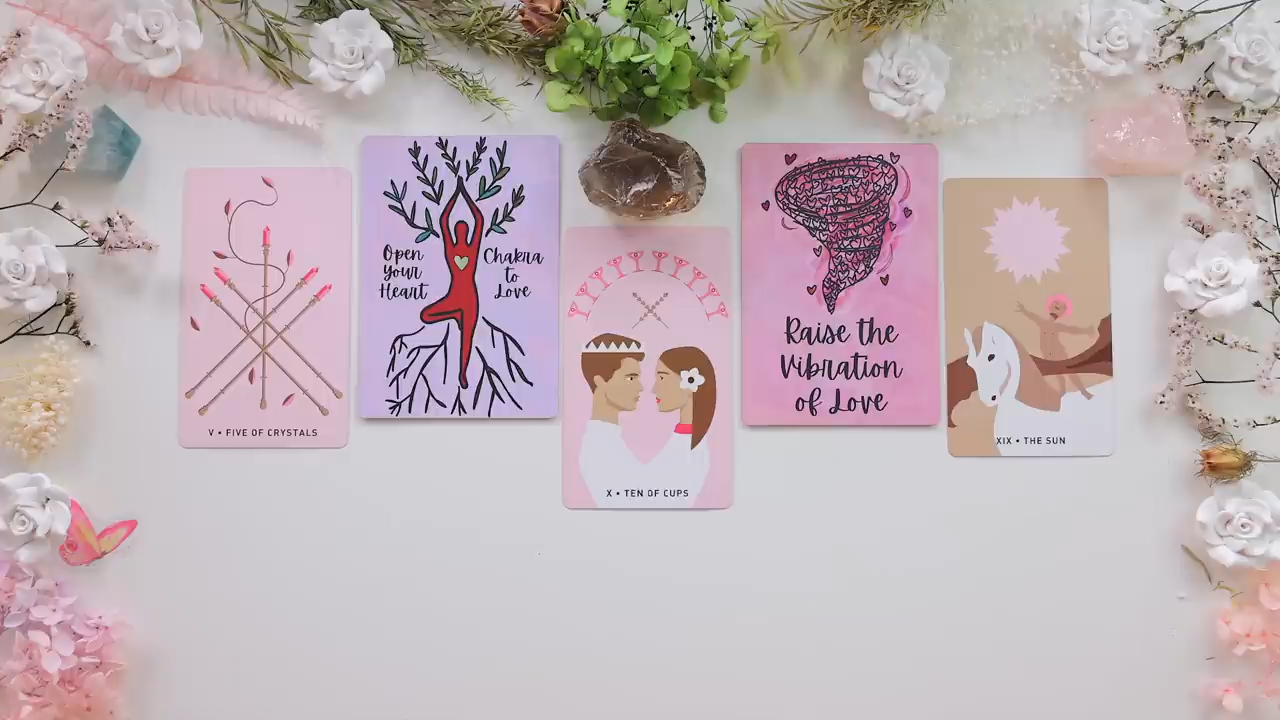 V • FIVE OF CRYSTALS
Open
Your
Heart
Chakra
to
Love
X • TEN OF CUPS
Raise the
Vibration
of Love
XIX • THE SUN